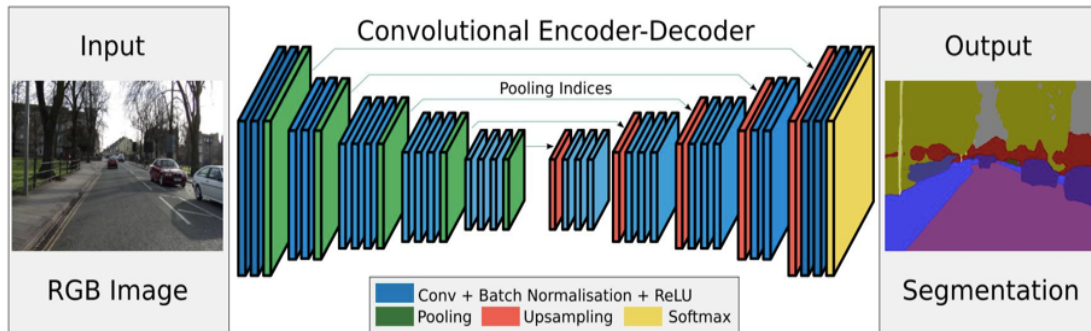 Input
RGB Image
Convolutional Encoder-Decoder
Pooling Indices
Conv + Batch Normalisation + ReLU
Pooling Upsampling Softmax
Output
Segmentation